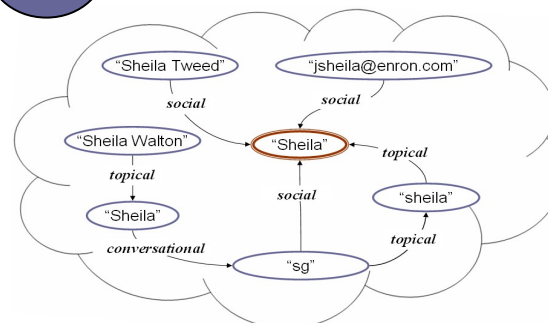 “Sheila Tweed”
“jsheila@enron.com”
social
social
“Sheila Walton”
“Sheila”
topical
topical
social
“sheila”
“Sheila”
topical
conversational
“sg”